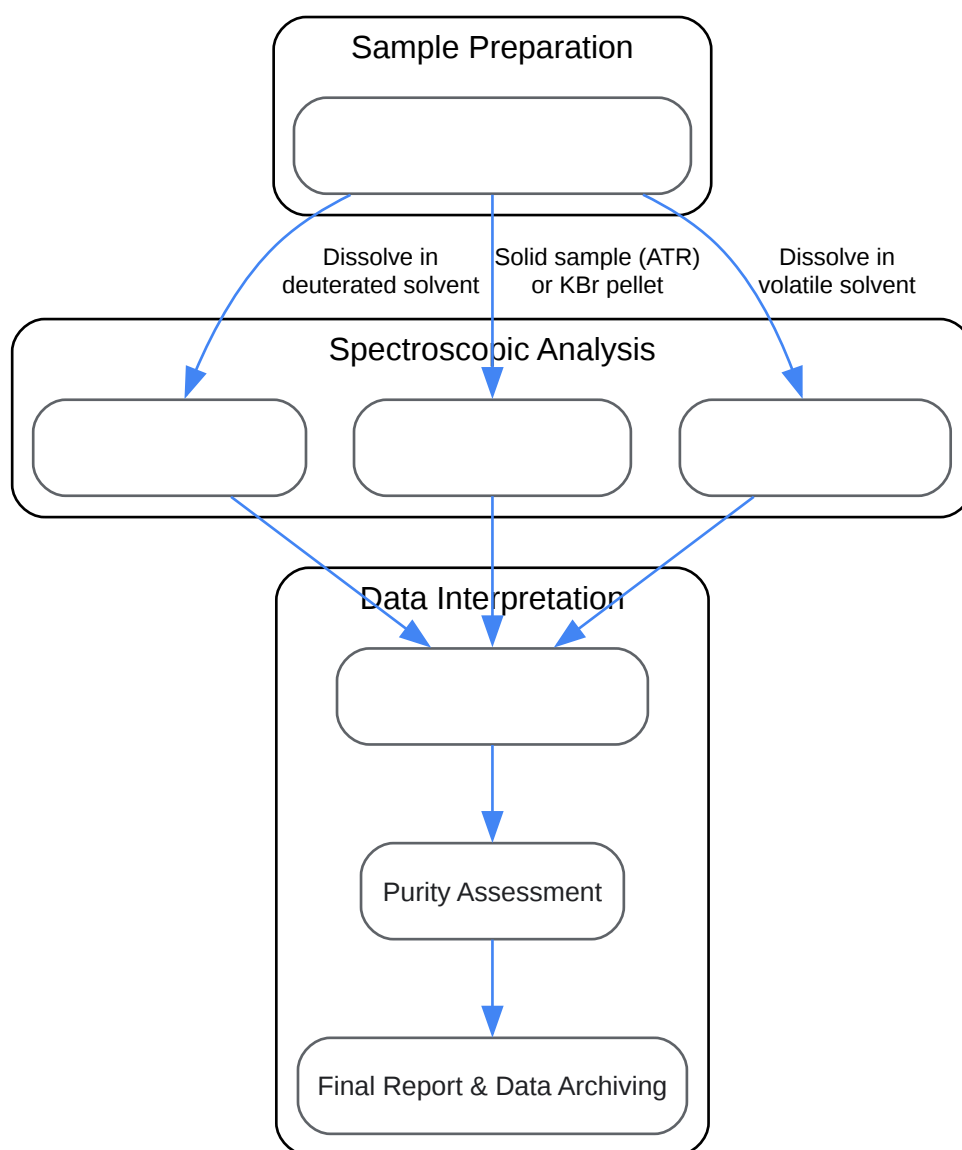 Sample Preparation
Dissolve in
deuterated solvent
Solid sample (ATR)
or KBr pellet
Dissolve in
volatile solvent
Spectroscopic Analysis
Data Interpretation
Purity Assessment
Final Report & Data Archiving